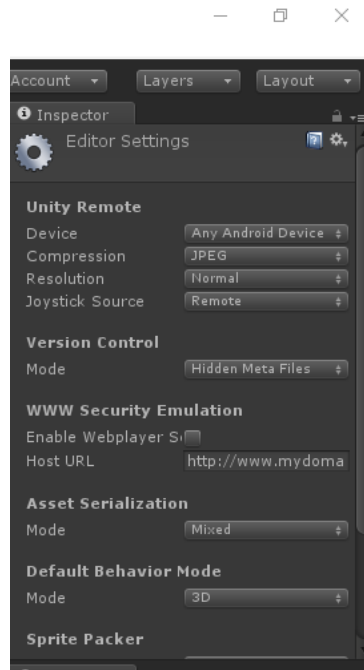 Account Layers Layout
Inspector
Editor Settings
Unity Remote
Device Any Android Device
Compression JPEG
Resolution Normal
Joystick Source Remote
Version Control
Mode Hidden Meta Files
WWW Security Emulation
Enable Webplayer S
Host URL http://www.mydoma
Asset Serialization
Mode Mixed
Default Behavior Mode
Mode 3D
Sprite Packer